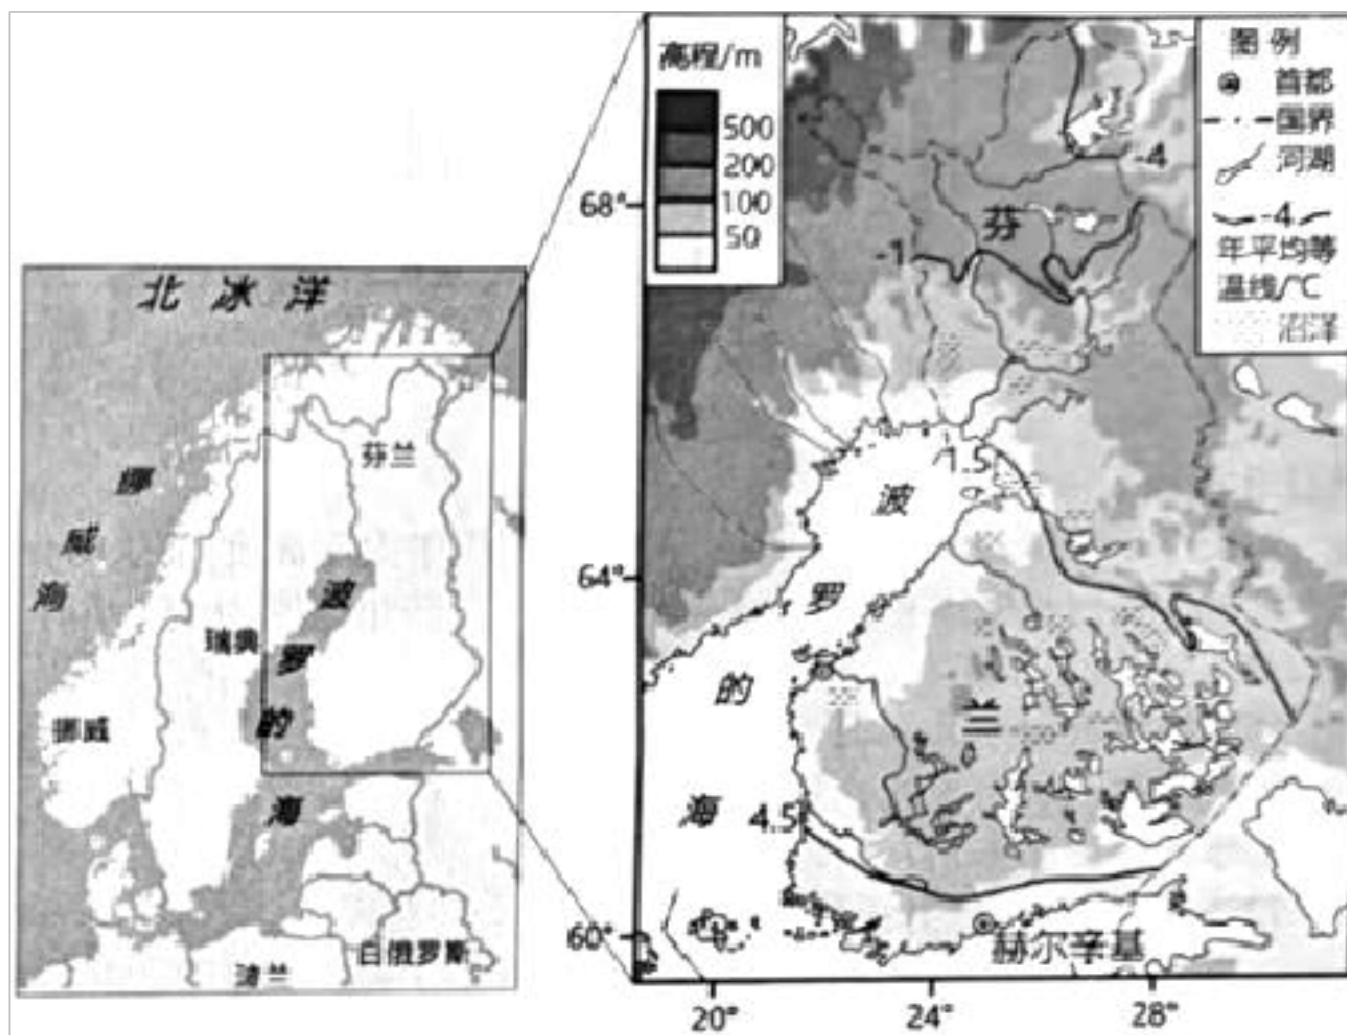 北冰洋
挪威海
芬兰
瑞典
挪威
波罗的海
白俄罗斯
波兰
高程/m
500
200
100
50
图例
首都
国界
河湖
-4
年平均等
温线/℃
沼泽
-4
68°
芬
-1
1.5
64°
兰
波罗的海
4.5
60°
赫尔辛基
20°
24°
28°